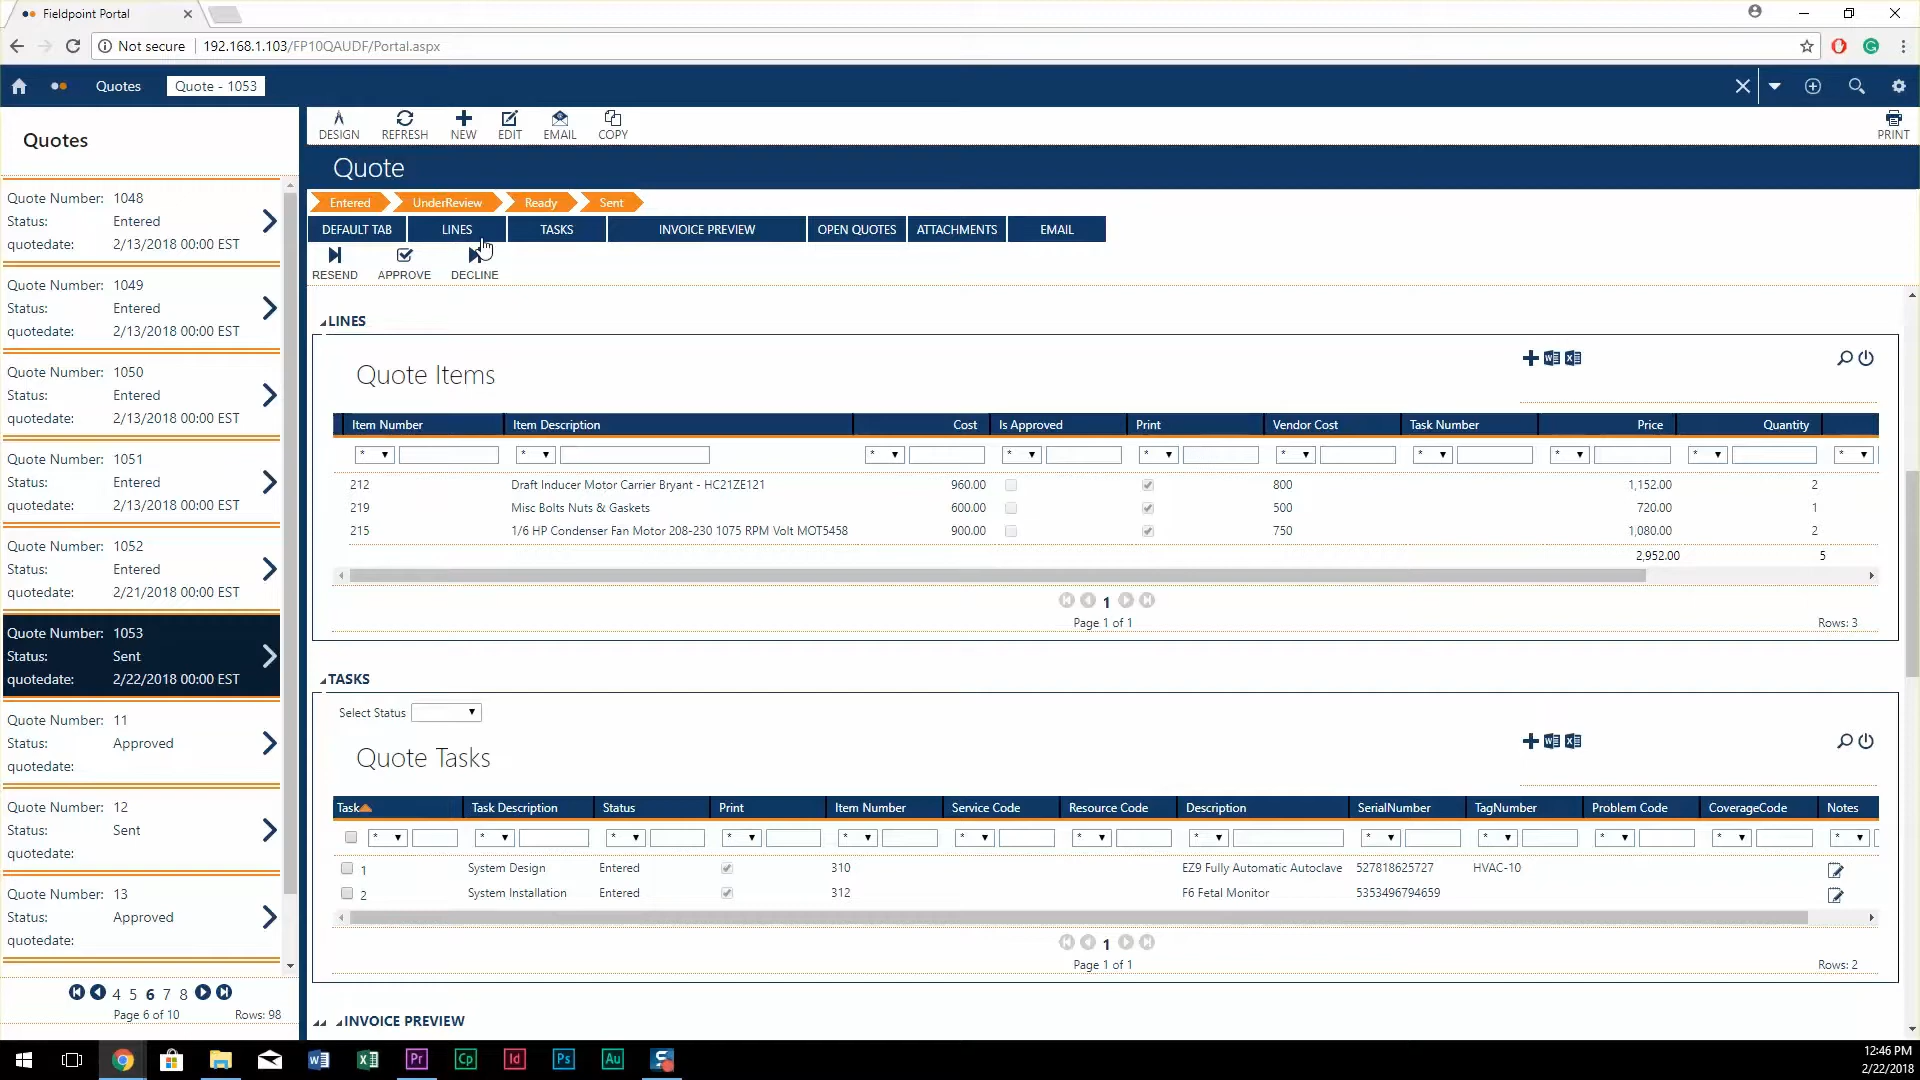 Fieldpoint Portal
Not secure 192.168.1.103/FP10QAUDF/Portal.aspx
Quotes Quote - 1053
Quotes
Quote Number: 1048
Status: Entered
quotedate: 2/13/2018 00:00 EST
Quote Number: 1049
Status: Entered
quotedate: 2/13/2018 00:00 EST
Quote Number: 1050
Status: Entered
quotedate: 2/13/2018 00:00 EST
Quote Number: 1051
Status: Entered
quotedate: 2/13/2018 00:00 EST
Quote Number: 1052
Status: Entered
quotedate: 2/21/2018 00:00 EST
Quote Number: 1053
Status: Sent
quotedate: 2/22/2018 00:00 EST
Quote Number: 11
Status: Approved
quotedate:
Quote Number: 12
Status: Sent
quotedate:
Quote Number: 13
Status: Approved
quotedate:
4 5 6 7 8
Page 6 of 10 Rows: 98
DESIGN REFRESH NEW EDIT EMAIL COPY PRINT
Quote
Entered UnderReview Ready Sent
DEFAULT TAB LINES TASKS INVOICE PREVIEW OPEN QUOTES ATTACHMENTS EMAIL
RESEND APPROVE DECLINE
LINES
Quote Items
Item Number Item Description Cost Is Approved Print Vendor Cost Task Number Price Quantity
* * * * * * * * * *
212 Draft Inducer Motor Carrier Bryant - HC21ZE121 960.00 800 1,152.00 2
219 Misc Bolts Nuts & Gaskets 600.00 500 720.00 1
215 1/6 HP Condenser Fan Motor 208-230 1075 RPM Volt MOT5458 900.00 750 1,080.00 2
2,952.00 5
1
Page 1 of 1 Rows: 3
TASKS
Select Status
Quote Tasks
Task Task Description Status Print Item Number Service Code Resource Code Description SerialNumber TagNumber Problem Code CoverageCode Notes
* * * * * * * * * * * * *
1 System Design Entered 310 EZ9 Fully Automatic Autoclave 527818625727 HVAC-10
2 System Installation Entered 312 F6 Fetal Monitor 5353496794659
1
Page 1 of 1 Rows: 2
INVOICE PREVIEW
Pr Cp Id Ps Au
12:46 PM
2/22/2018